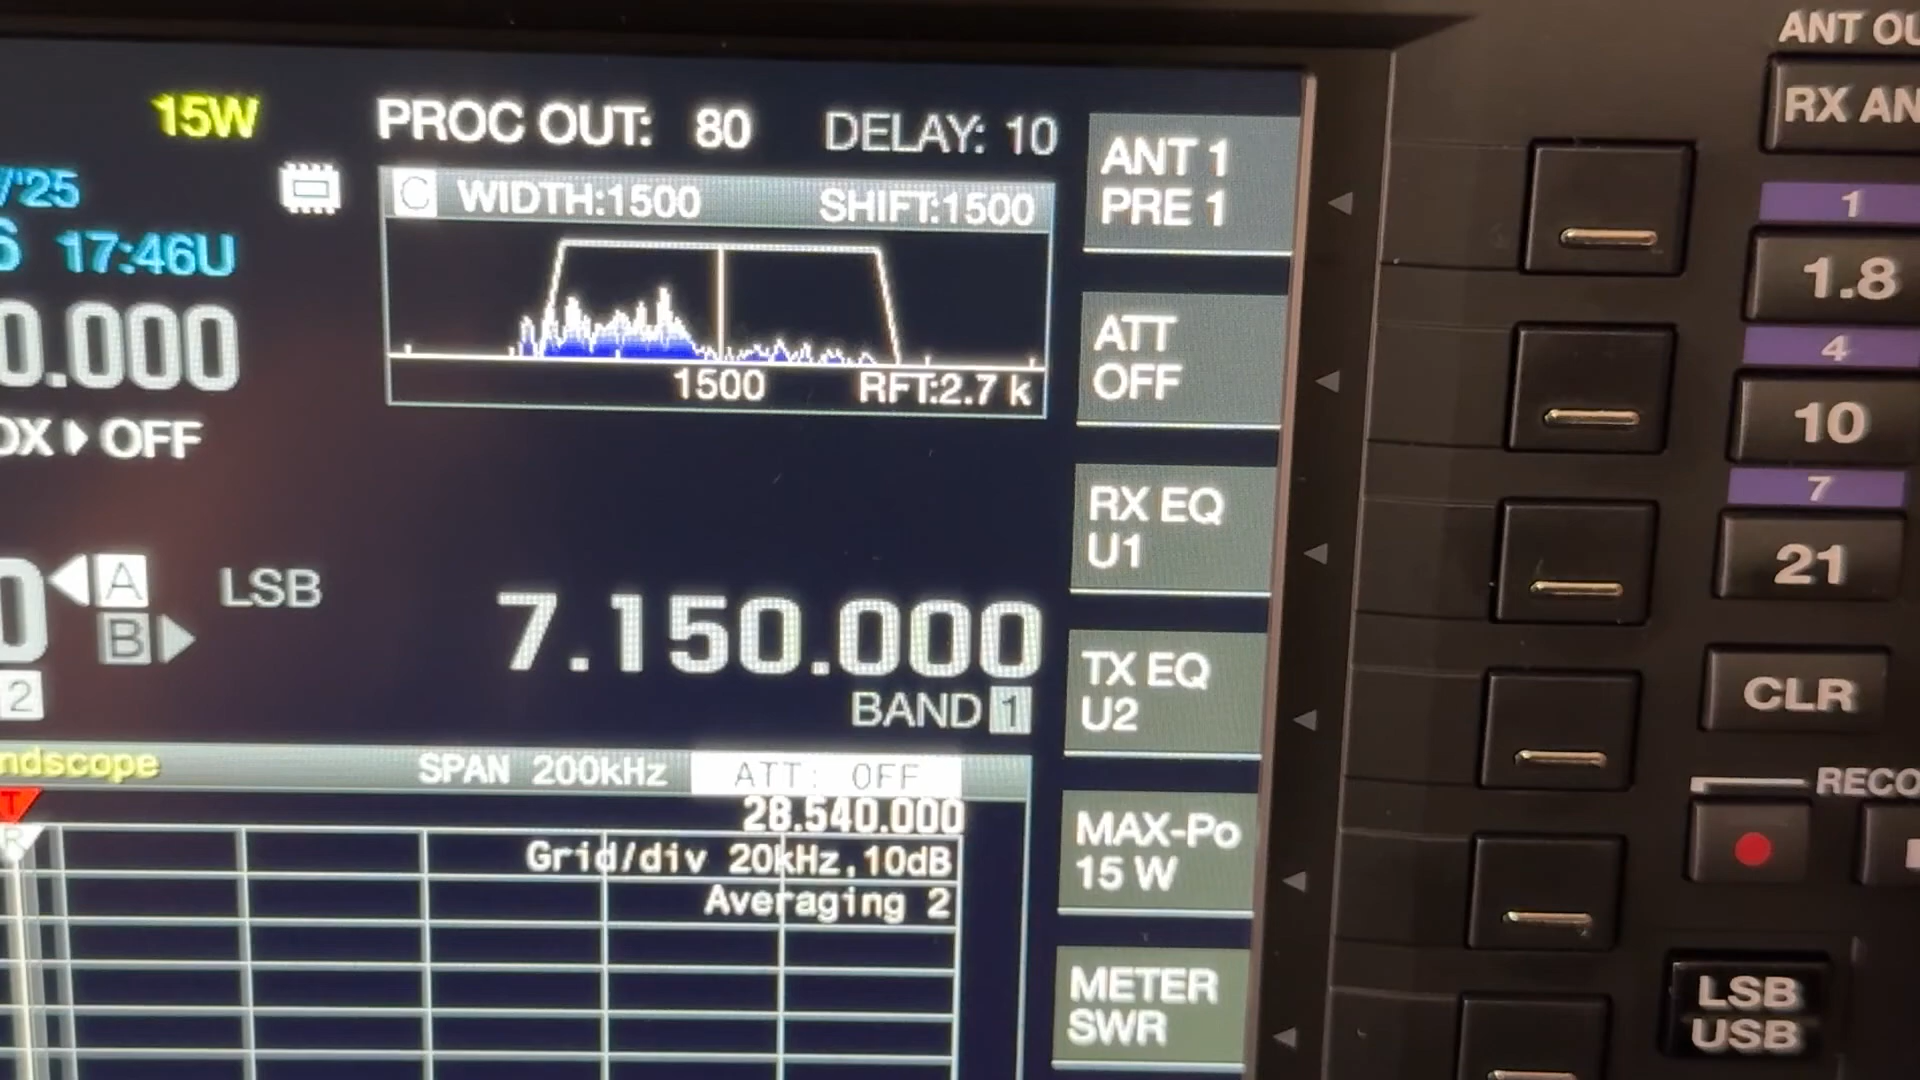 15W
PROC OUT: 80
DELAY: 10
/'25
17:46U
0.000
C WIDTH:1500 SHIFT:1500
1500 RFT:2.7 k
OFF
A
B
LSB
7.150.000
2
BAND 1
SPAN 200kHz ATT: OFF
28.540.000
Grid/div 20kHz,10dB
Averaging 2
T
R
ANT 1
PRE 1
ATT
OFF
RX EQ
U1
TX EQ
U2
MAX-Po
15 W
METER
SWR
ANT OU
RX AN
1
1.8
4
10
7
21
CLR
RECO
LSB
USB